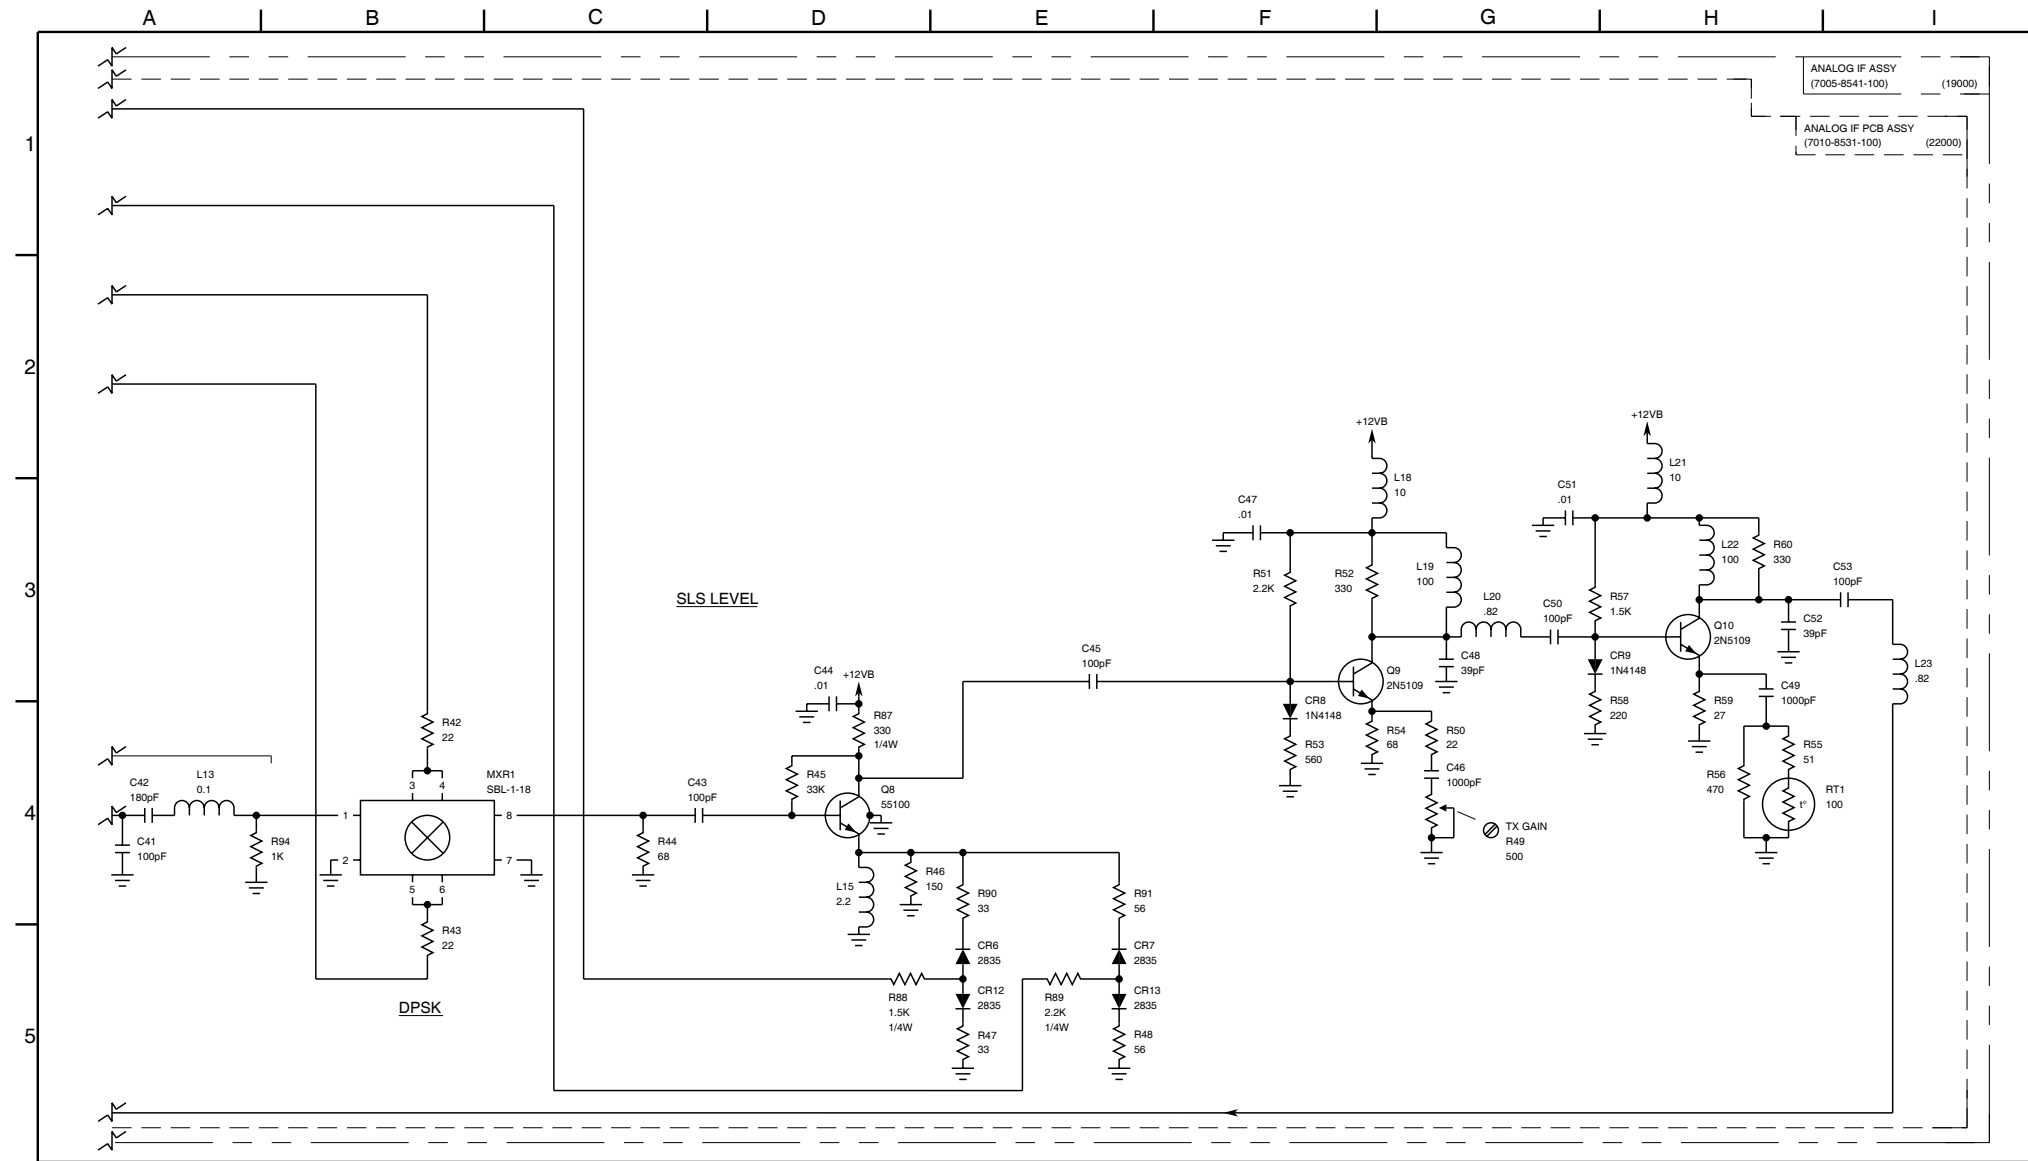 A B C D E F G H I
1
2
3
4
5
ANALOG IF ASSY
(7005-8541-100) (19000)
ANALOG IF PCB ASSY
(7010-8531-100) (22000)
+12VB
L18
10
C47
.01
R51
2.2K
R52
330
L19
100
L20
.82
C50
100pF
C51
.01
+12VB
L21
10
L22
100
R60
330
C53
100pF
R57
1.5K
Q10
2N5109
C52
39pF
L23
.82
SLS LEVEL
C45
100pF
Q9
2N5109
C48
39pF
CR9
1N4148
C49
1000pF
C44
.01
+12VB
R87
330
1/4W
CR8
1N4148
R53
560
R54
68
R50
22
C46
1000pF
R58
220
R59
27
R55
51
R56
470
RT1
100
t°
TX GAIN
R49
500
R42
22
C42
180pF
L13
0.1
C41
100pF
R94
1K
3 4
MXR1
SBL-1-18
1
8
2
7
5 6
R43
22
DPSK
C43
100pF
R44
68
R45
33K
Q8
55100
L15
2.2
R46
150
R90
33
R91
56
CR6
2835
CR7
2835
R88
1.5K
1/4W
CR12
2835
R89
2.2K
1/4W
CR13
2835
R47
33
R48
56